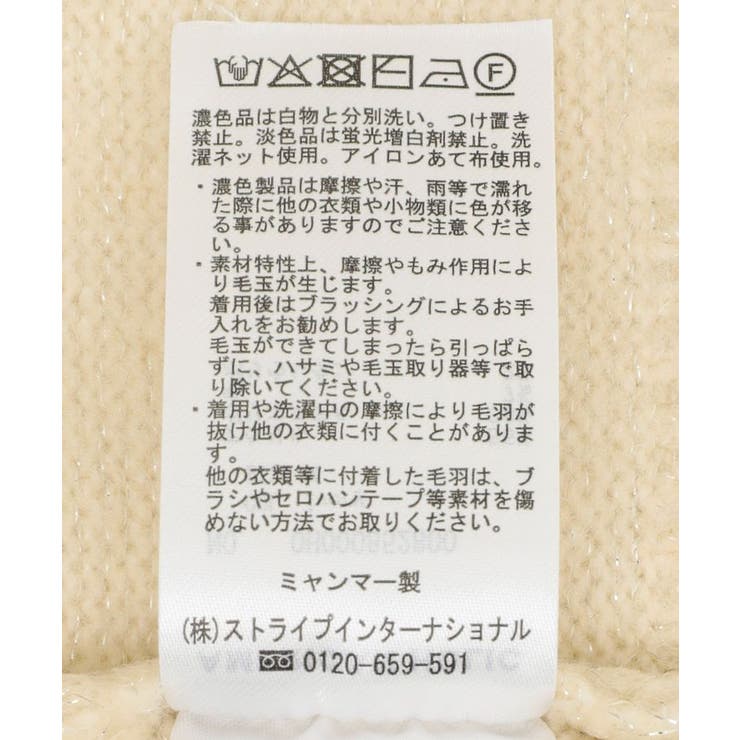 F
濃色品は白物と分別洗い。つけ置き
禁止。淡色品は蛍光増白剤禁止。洗
濯ネット使用。アイロンあて布使用。
・濃色製品は摩擦や汗、雨等で濡れ
た際に他の衣類や小物類に色が移
る事がありますのでご注意くださ
い。
・素材特性上、摩擦やもみ作用によ
り毛玉が生じます。
着用後はブラッシングによるお手
入れをお勧めします。
毛玉ができてしまったら引っぱら
ずに、ハサミや毛玉取り器等で取
り除いてください。
・着用や洗濯中の摩擦により毛羽が
抜け他の衣類に付くことがありま
す。
他の衣類等に付着した毛羽は、ブ
ラシやセロハンテープ等素材を傷
めない方法でお取りください。
ミャンマー製
(株)ストライプインターナショナル
0120-659-591